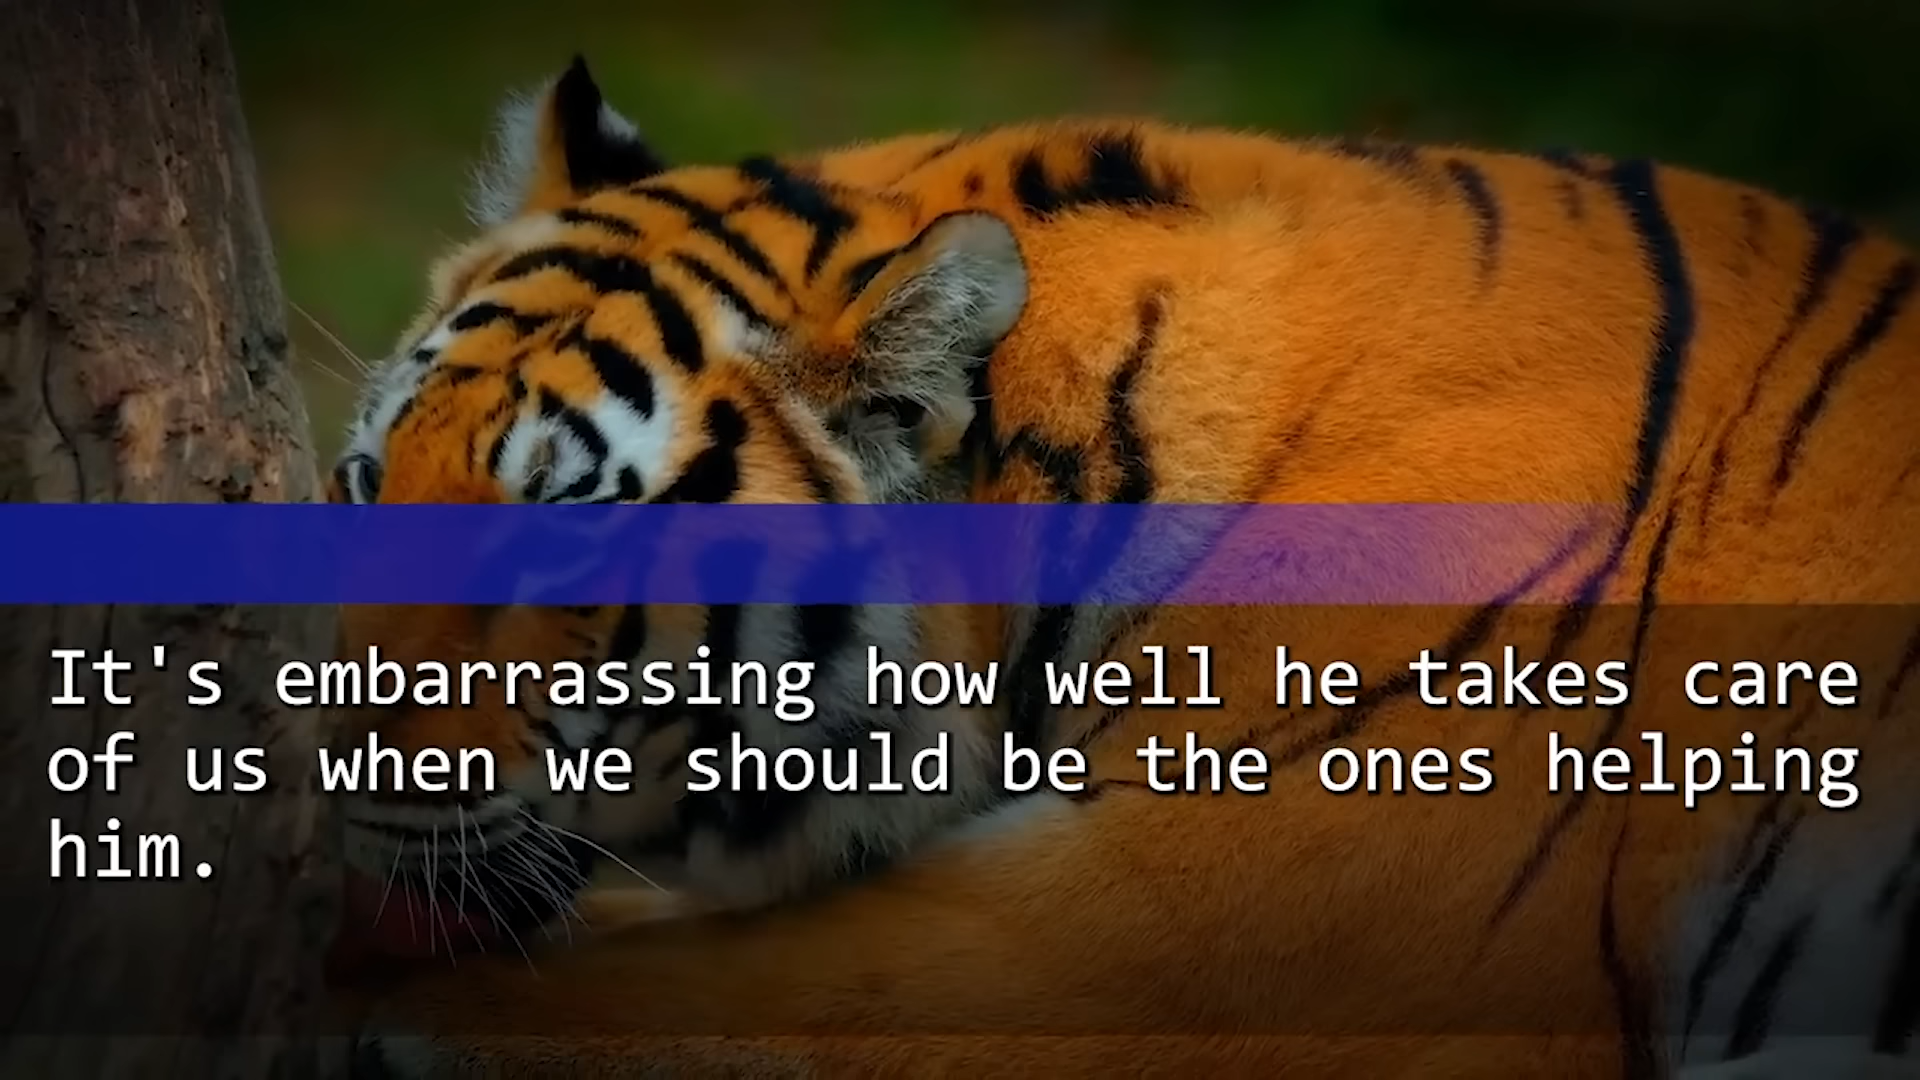 It's embarrassing how well he takes care
of us when we should be the ones helping
him.